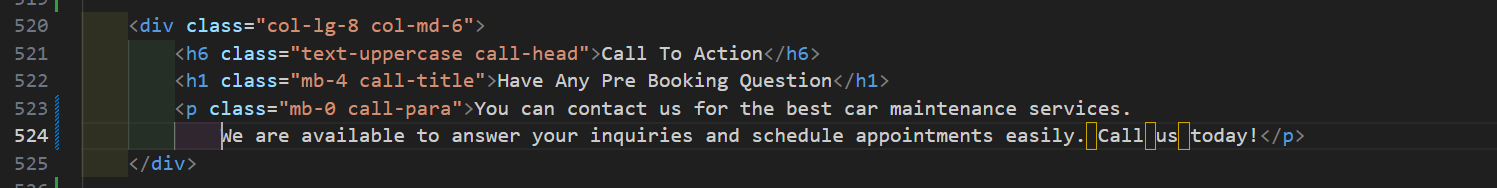 519
520 <div class="col-lg-8 col-md-6">
521 <h6 class="text-uppercase call-head">Call To Action</h6>
522 <h1 class="mb-4 call-title">Have Any Pre Booking Question</h1>
523 <p class="mb-0 call-para">You can contact us for the best car maintenance services.
524 We are available to answer your inquiries and schedule appointments easily. Call us today!</p>
525 </div>
526